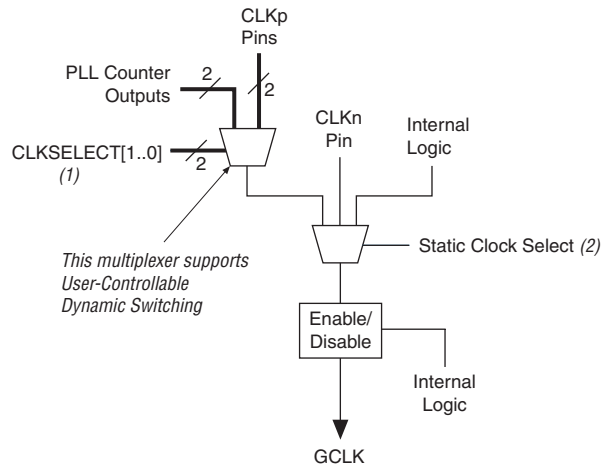 CLKp
Pins
PLL Counter
Outputs
2
2
CLKn
Pin
Internal
Logic
CLKSELECT[1..0]
(1)
2
Static Clock Select (2)
This multiplexer supports
User-Controllable
Dynamic Switching
Enable/
Disable
Internal
Logic
GCLK